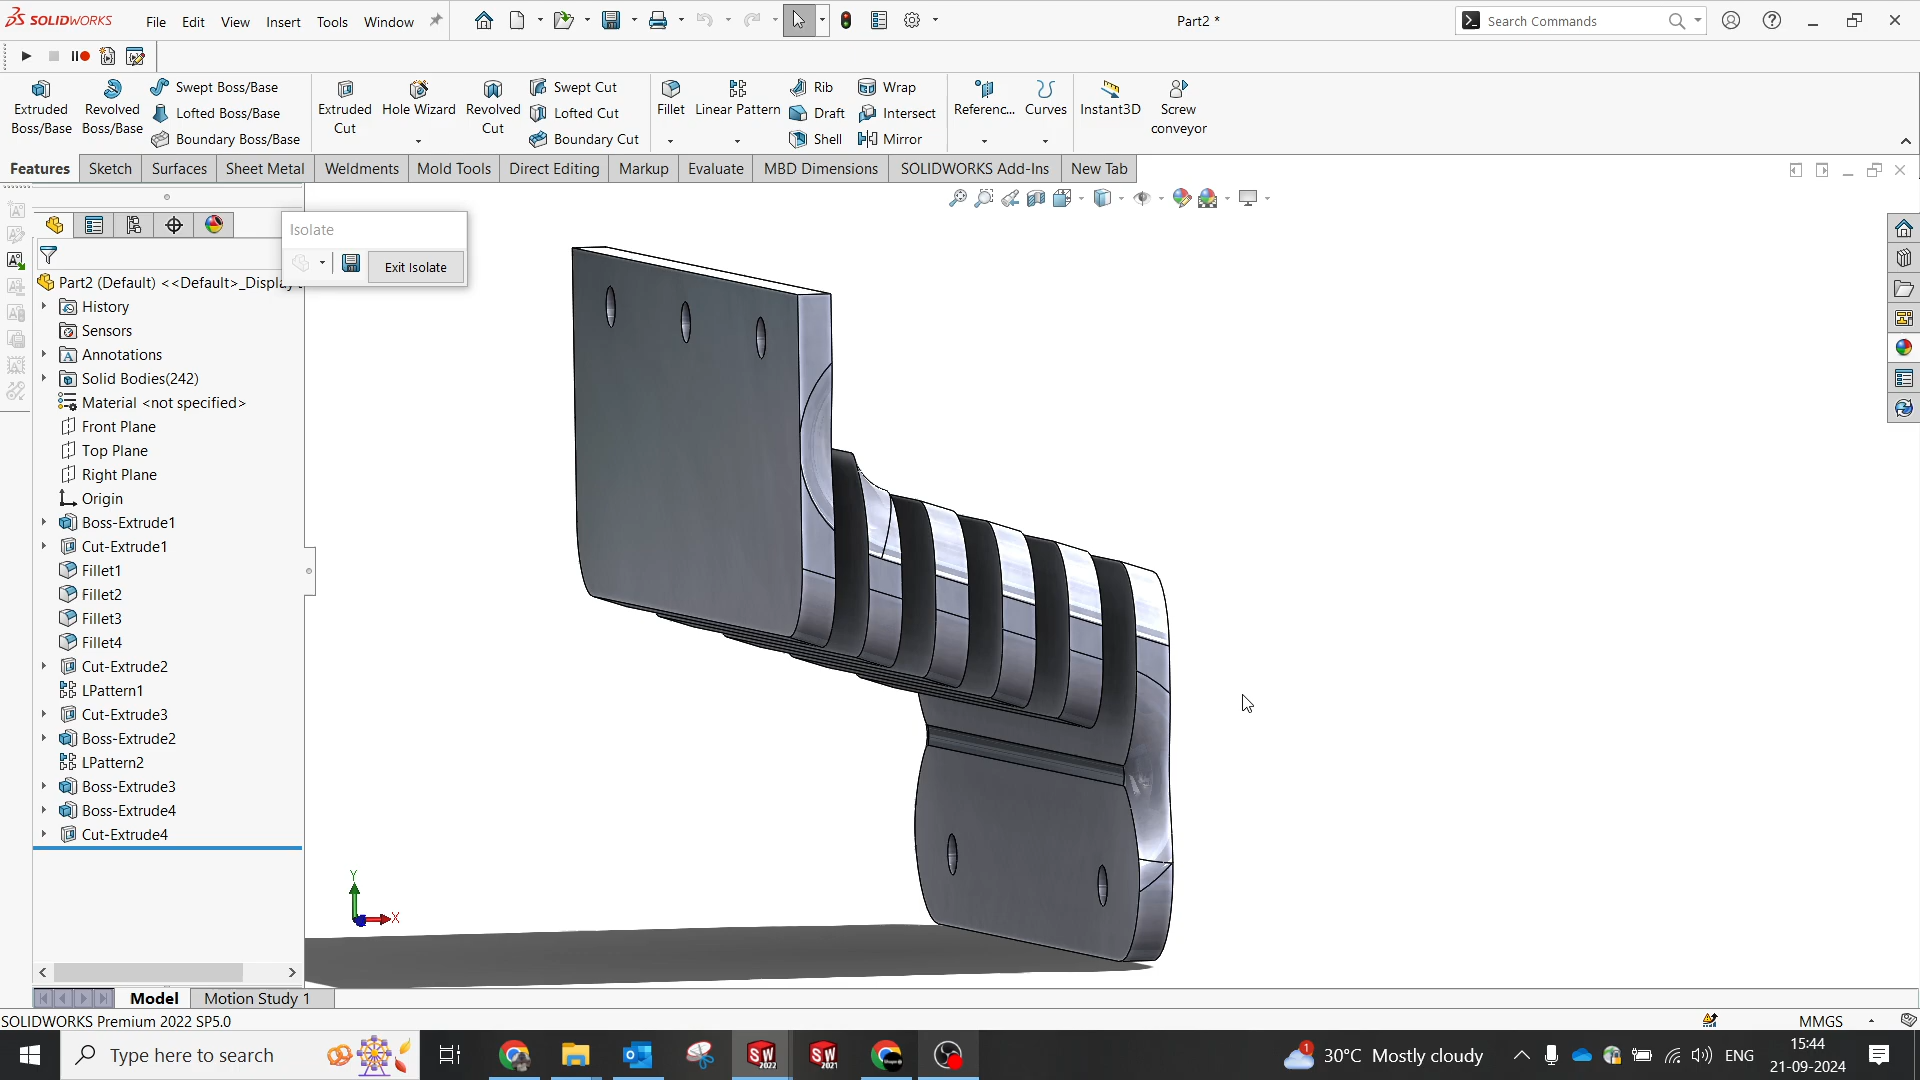 SOLIDWORKS File Edit View Insert Tools Window Part2 * Search Commands
Extruded Boss/Base
Revolved Boss/Base
Swept Boss/Base
Lofted Boss/Base
Boundary Boss/Base
Extruded Cut
Hole Wizard
Revolved Cut
Swept Cut
Lofted Cut
Boundary Cut
Fillet
Linear Pattern
Rib
Draft
Shell
Wrap
Intersect
Mirror
Referenc...
Curves
Instant3D
Screw conveyor
Features Sketch Surfaces Sheet Metal Weldments Mold Tools Direct Editing Markup Evaluate MBD Dimensions SOLIDWORKS Add-Ins New Tab
Isolate
Exit Isolate
Part2 (Default) <<Default>_Display
History
Sensors
Annotations
Solid Bodies(242)
Material <not specified>
Front Plane
Top Plane
Right Plane
Origin
Boss-Extrude1
Cut-Extrude1
Fillet1
Fillet2
Fillet3
Fillet4
Cut-Extrude2
LPattern1
Cut-Extrude3
Boss-Extrude2
LPattern2
Boss-Extrude3
Boss-Extrude4
Cut-Extrude4
Y
X
Model Motion Study 1
SOLIDWORKS Premium 2022 SP5.0 MMGS
Type here to search
SW 2022
SW 2021
1
30°C Mostly cloudy
ENG
15:44
21-09-2024